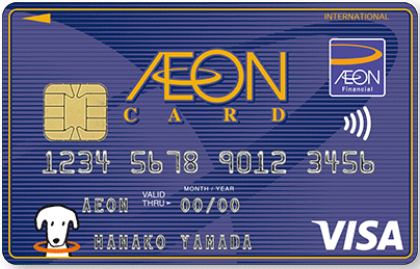 INTERNATIONAL
ÆON
CARD
ÆON
Financial
1234 5678 9012 3456
MONTH / YEAR
AEON VALID THRU 00/00
HANAKO YAMADA
VISA